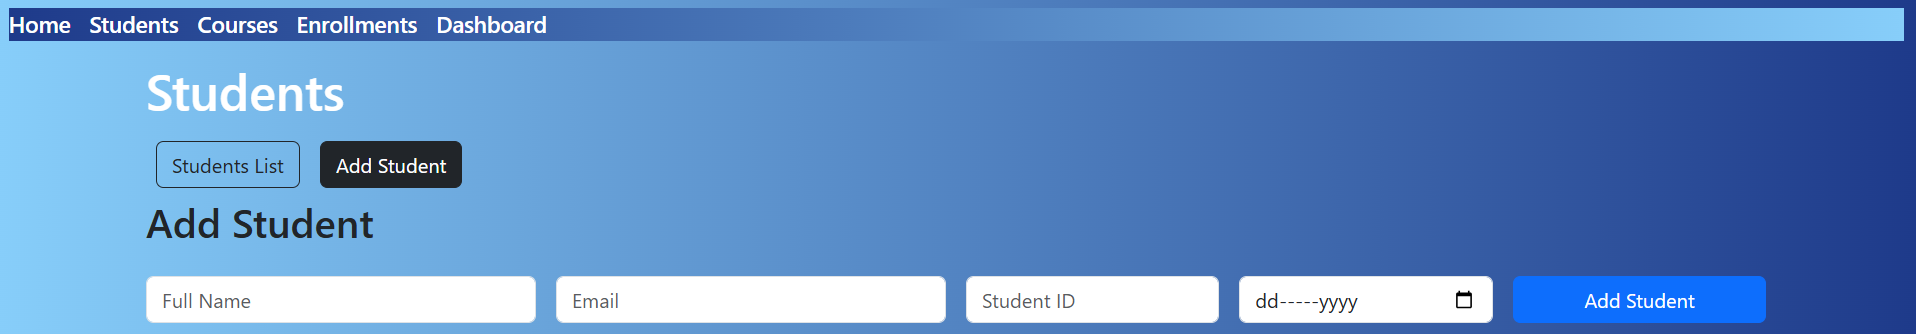 Home Students Courses Enrollments Dashboard
Students
Students List Add Student
Add Student
Full Name Email Student ID dd-----yyyy Add Student